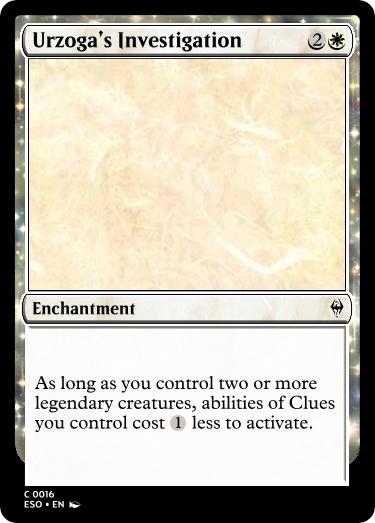 Urzoga's Investigation 2
Enchantment
As long as you control two or more
legendary creatures, abilities of Clues
you control cost 1 less to activate.
C 0016
ESO • EN